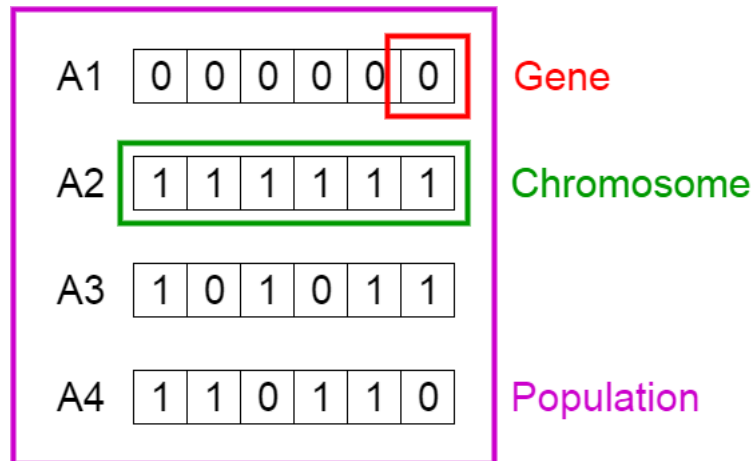 A1 0 0 0 0 0 0 Gene
A2 1 1 1 1 1 1 Chromosome
A3 1 0 1 0 1 1
A4 1 1 0 1 1 0 Population